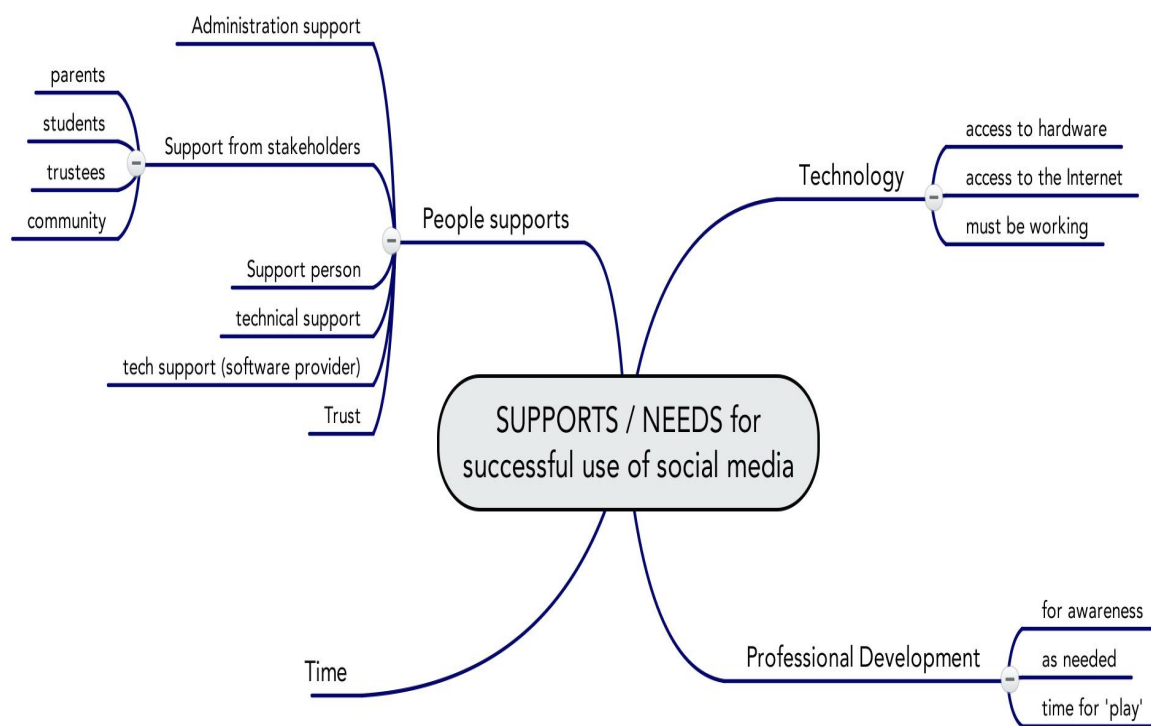 Administration support
parents
students
Support from stakeholders
trustees
community
People supports
Support person
technical support
tech support (software provider)
Trust
Technology
access to hardware
access to the Internet
must be working
SUPPORTS / NEEDS for
successful use of social media
Time
Professional Development
for awareness
as needed
time for 'play'